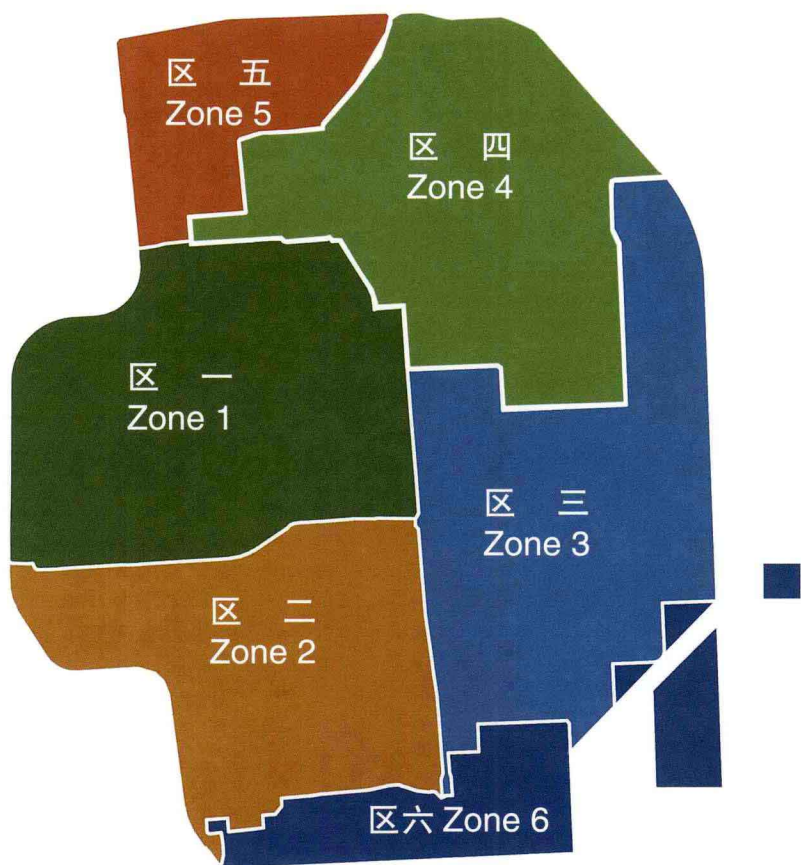 区 五
Zone 5
区 四
Zone 4
区 一
Zone 1
区 三
Zone 3
区 二
Zone 2
区六 Zone 6